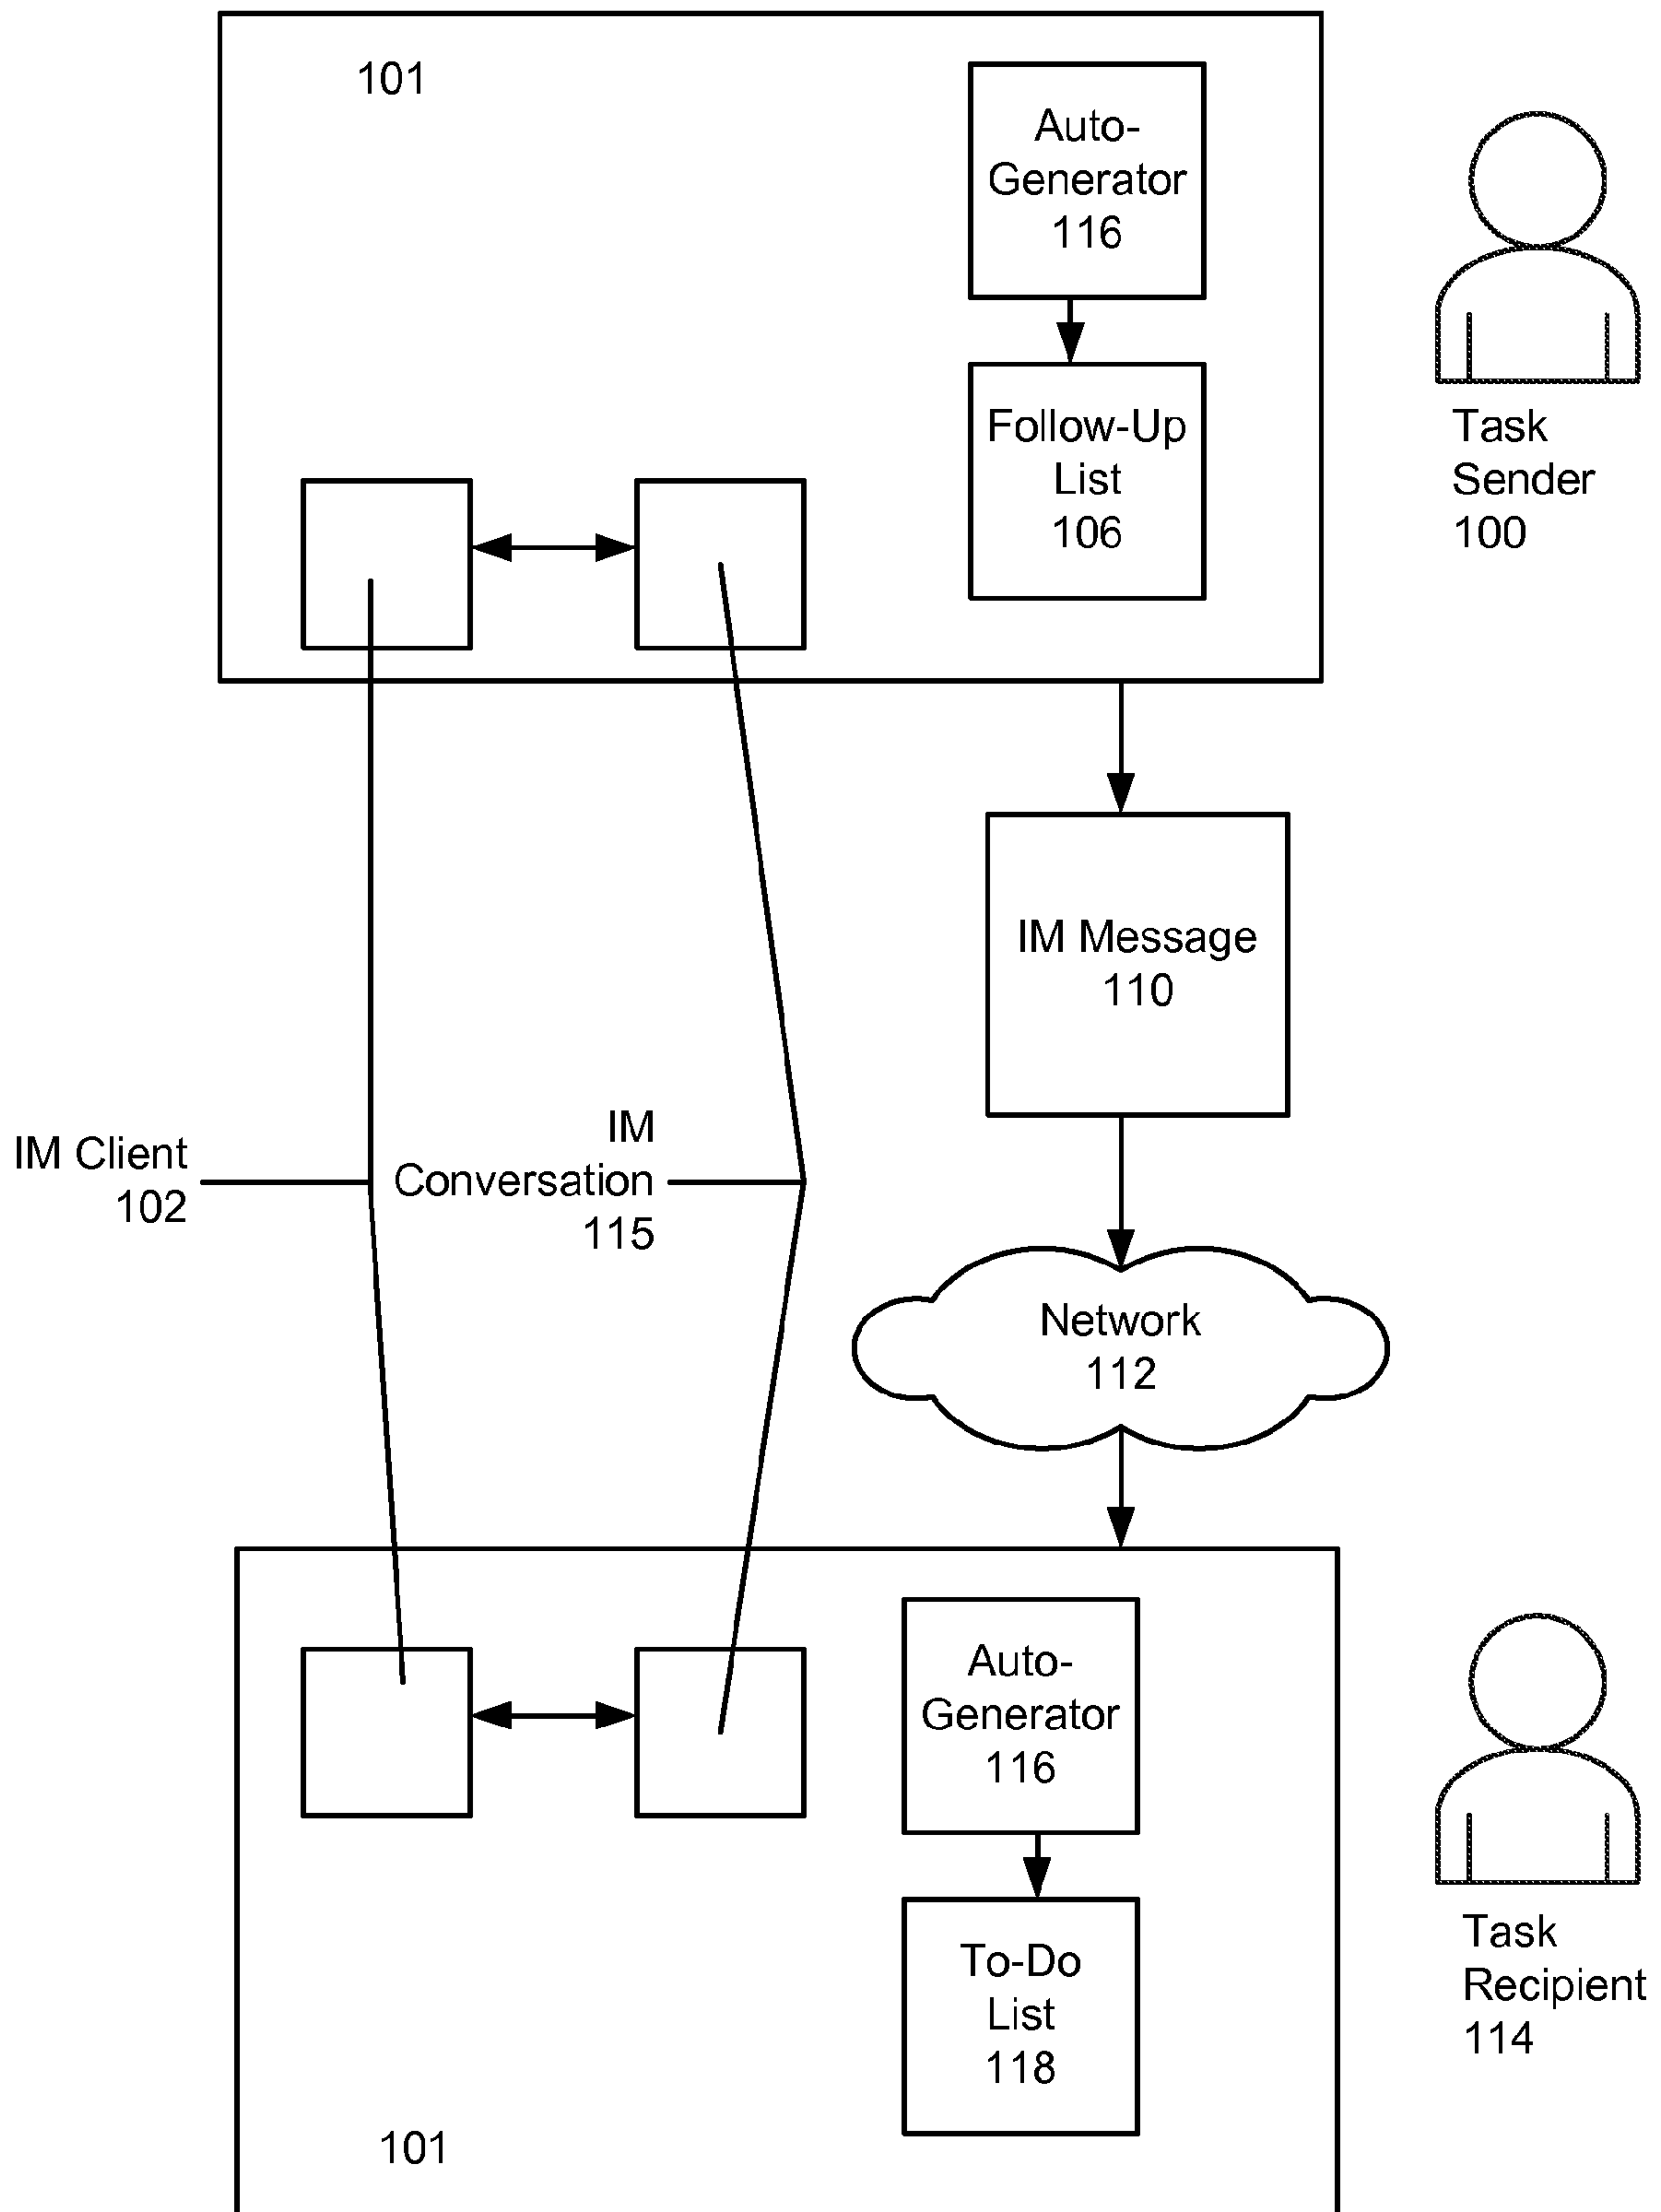 101
Auto-
Generator
116
Follow-Up
List
106
Task
Sender
100
IM Message
110
IM Client
102
IM
Conversation
115
Network
112
Auto-
Generator
116
To-Do
List
118
Task
Recipient
114
101